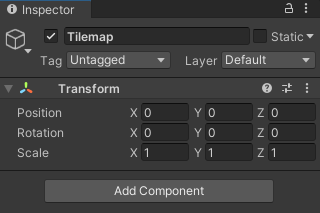 Inspector
Tilemap Static
Tag Untagged Layer Default
Transform
Position X 0 Y 0 Z 0
Rotation X 0 Y 0 Z 0
Scale X 1 Y 1 Z 1
Add Component